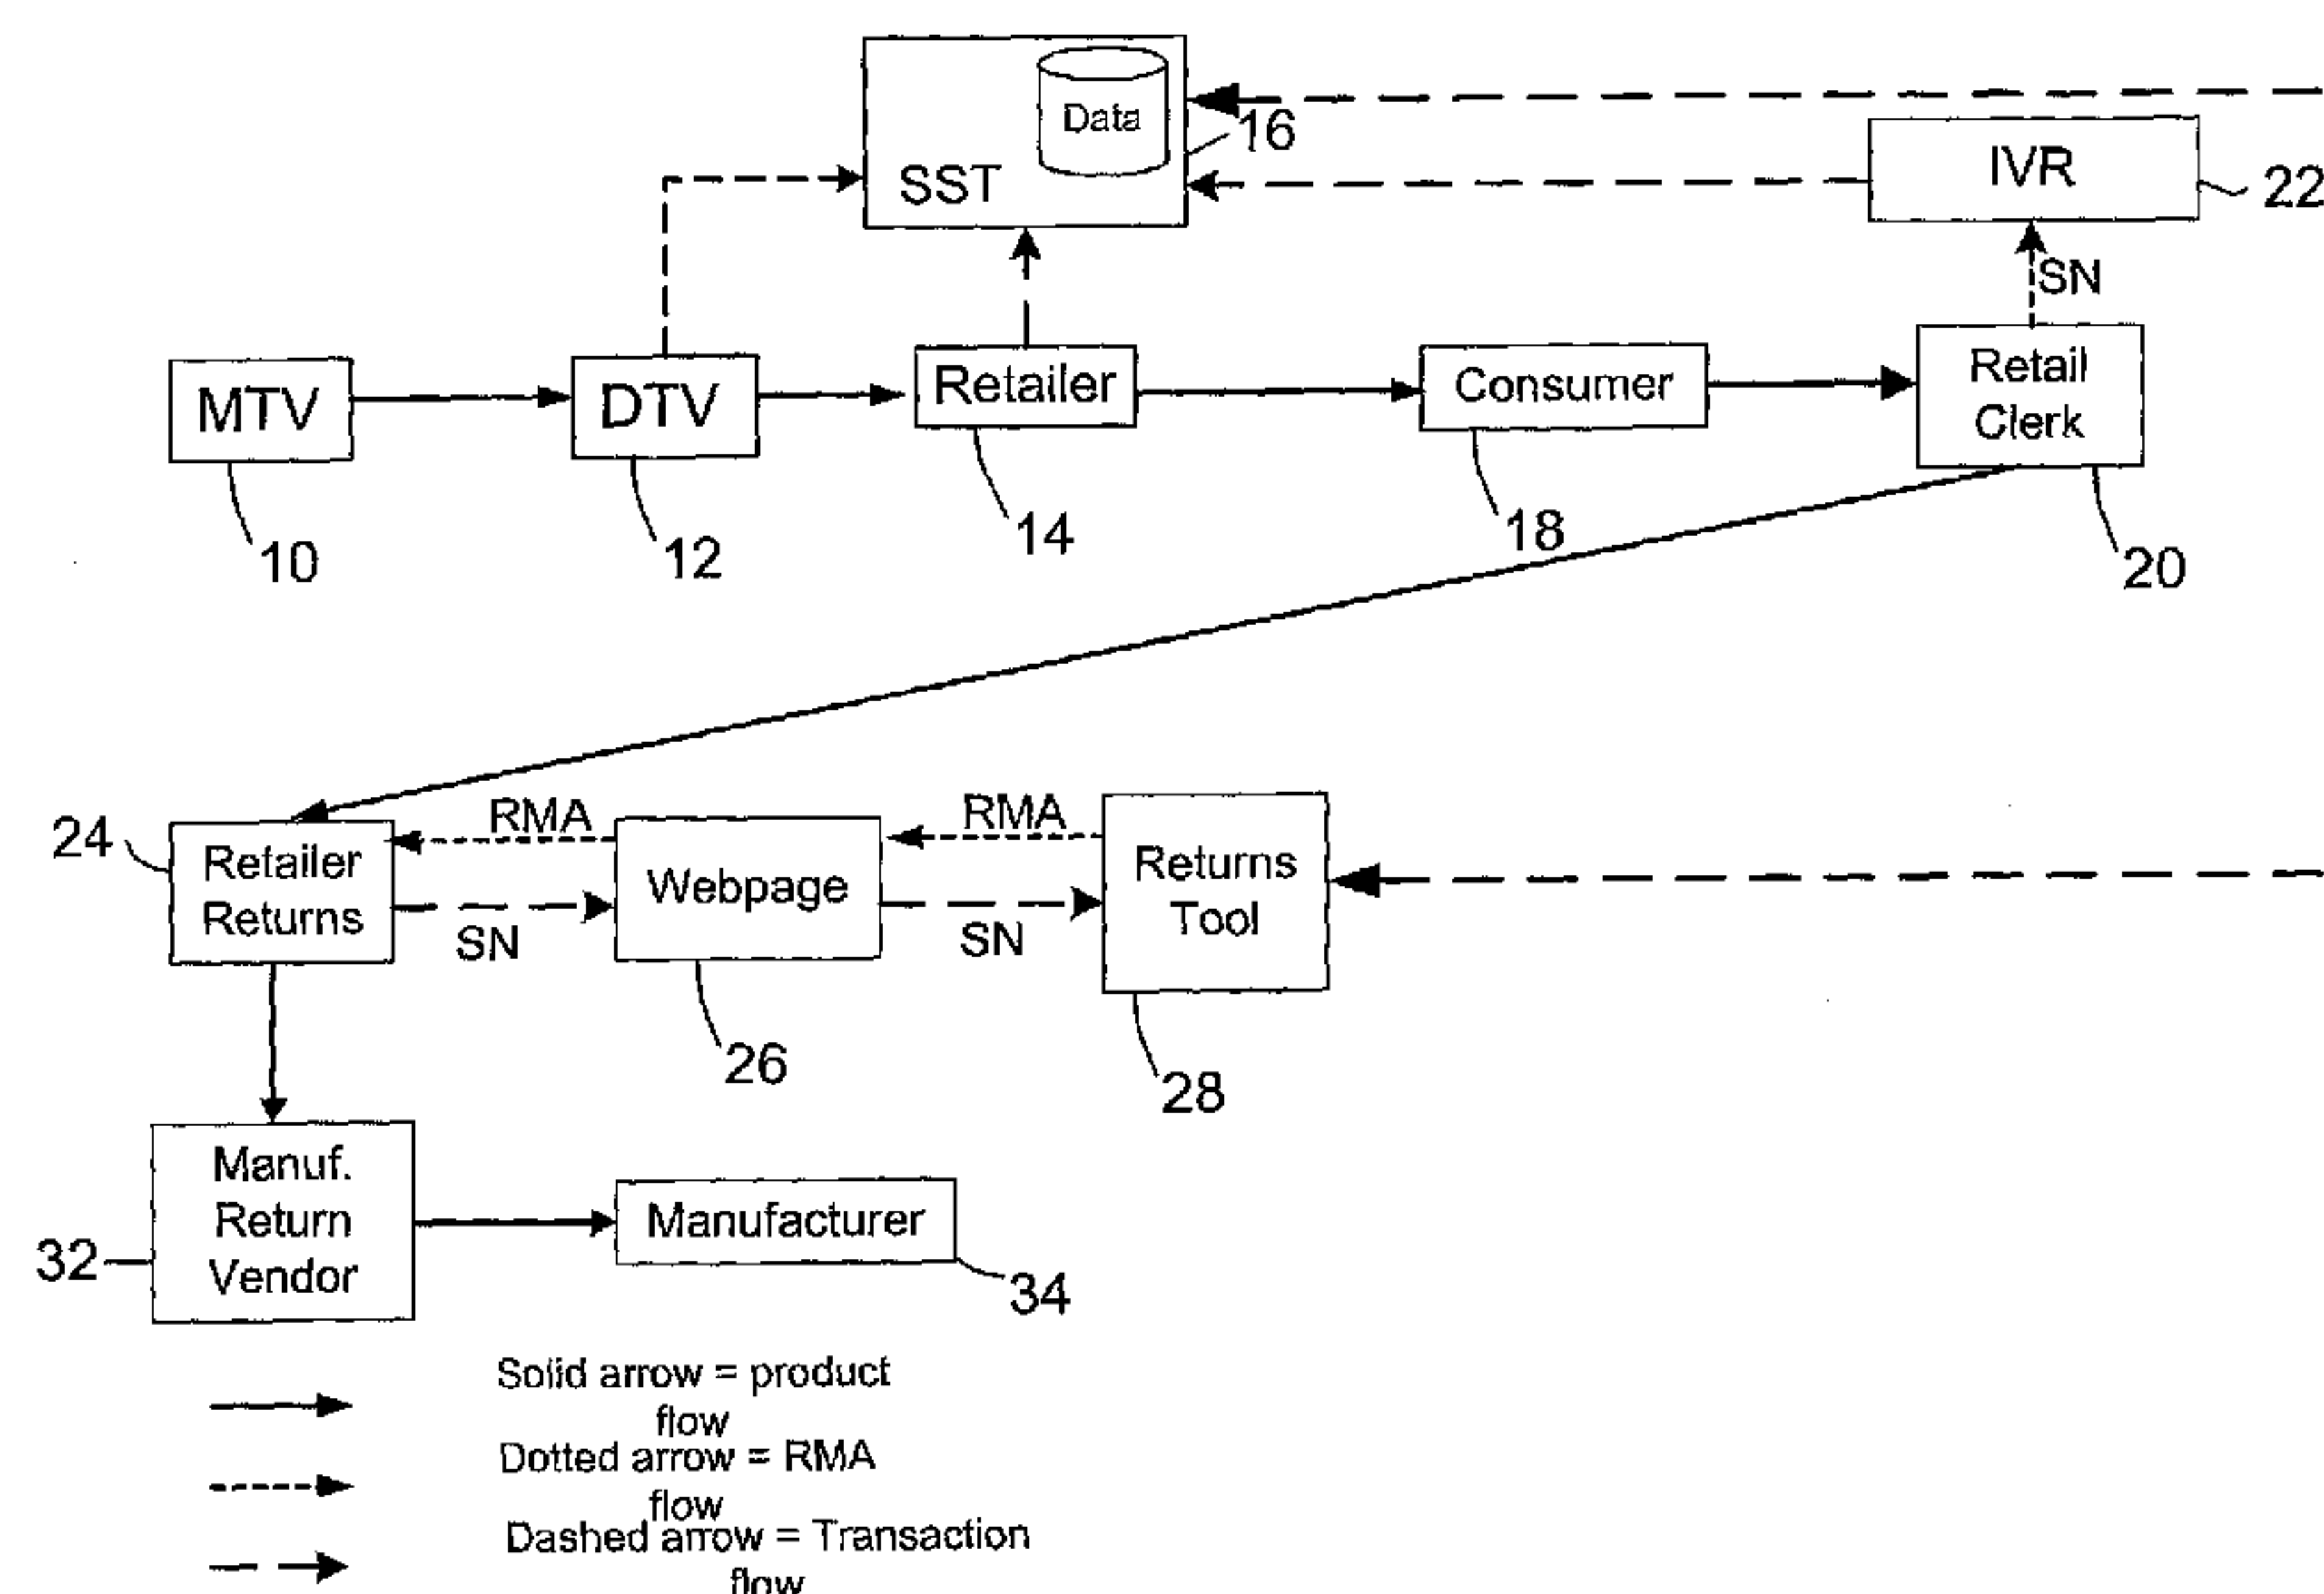 Data
16
SST
IVR
22
SN
MTV
DTV
Retailer
Consumer
Retail
Clerk
10
12
14
18
20
24
Retailer
Returns
RMA
SN
Webpage
RMA
SN
Returns
Tool
26
28
Manuf.
Return
Vendor
32
Manufacturer
34
Solid arrow = product
flow
Dotted arrow = RMA
flow
Dashed arrow = Transaction
flow